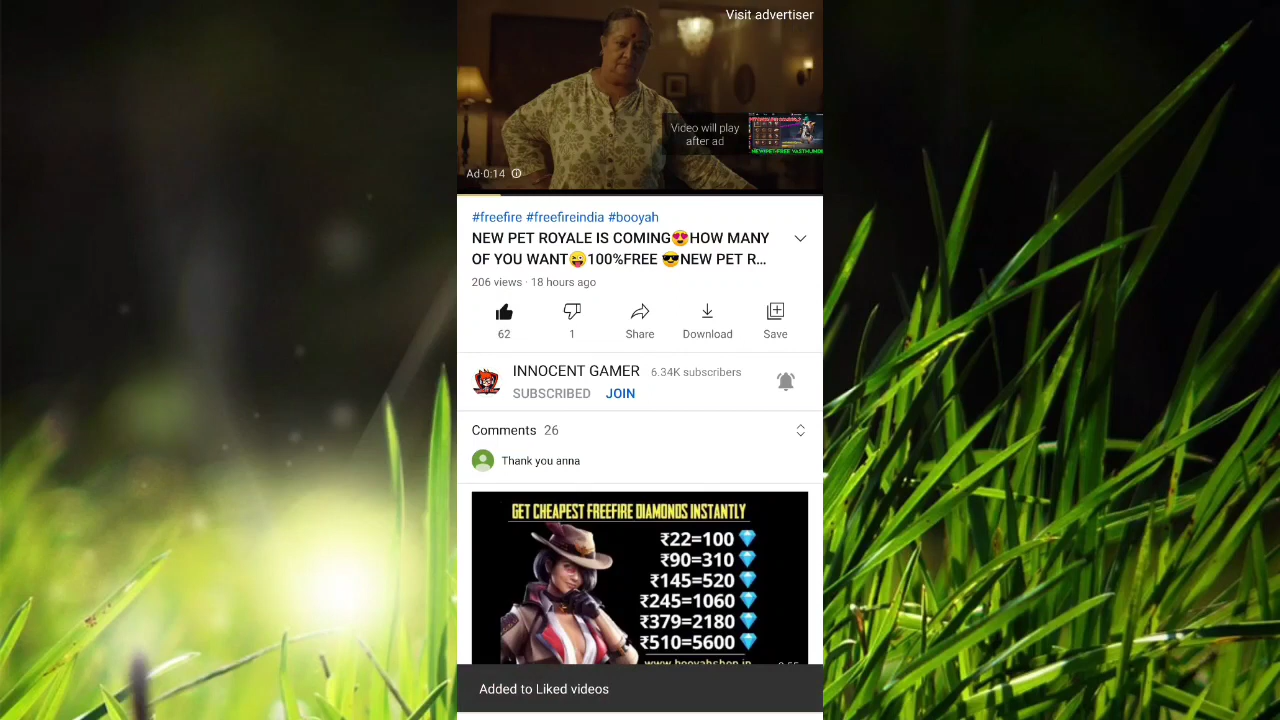 Visit advertiser
Video will play
after ad
Ad·0:14
#freefire #freefireindia #booyah
NEW PET ROYALE IS COMING😍HOW MANY
OF YOU WANT😜100%FREE 😎NEW PET R...
206 views · 18 hours ago
62
1
Share
Download
Save
INNOCENT GAMER 6.34K subscribers
SUBSCRIBED JOIN
Comments 26
Thank you anna
GET CHEAPEST FREEFIRE DIAMONDS INSTANTLY
₹22=100💎
₹90=310💎
₹145=520💎
₹245=1060💎
₹379=2180💎
₹510=5600💎
www.booyahshop.in
Added to Liked videos